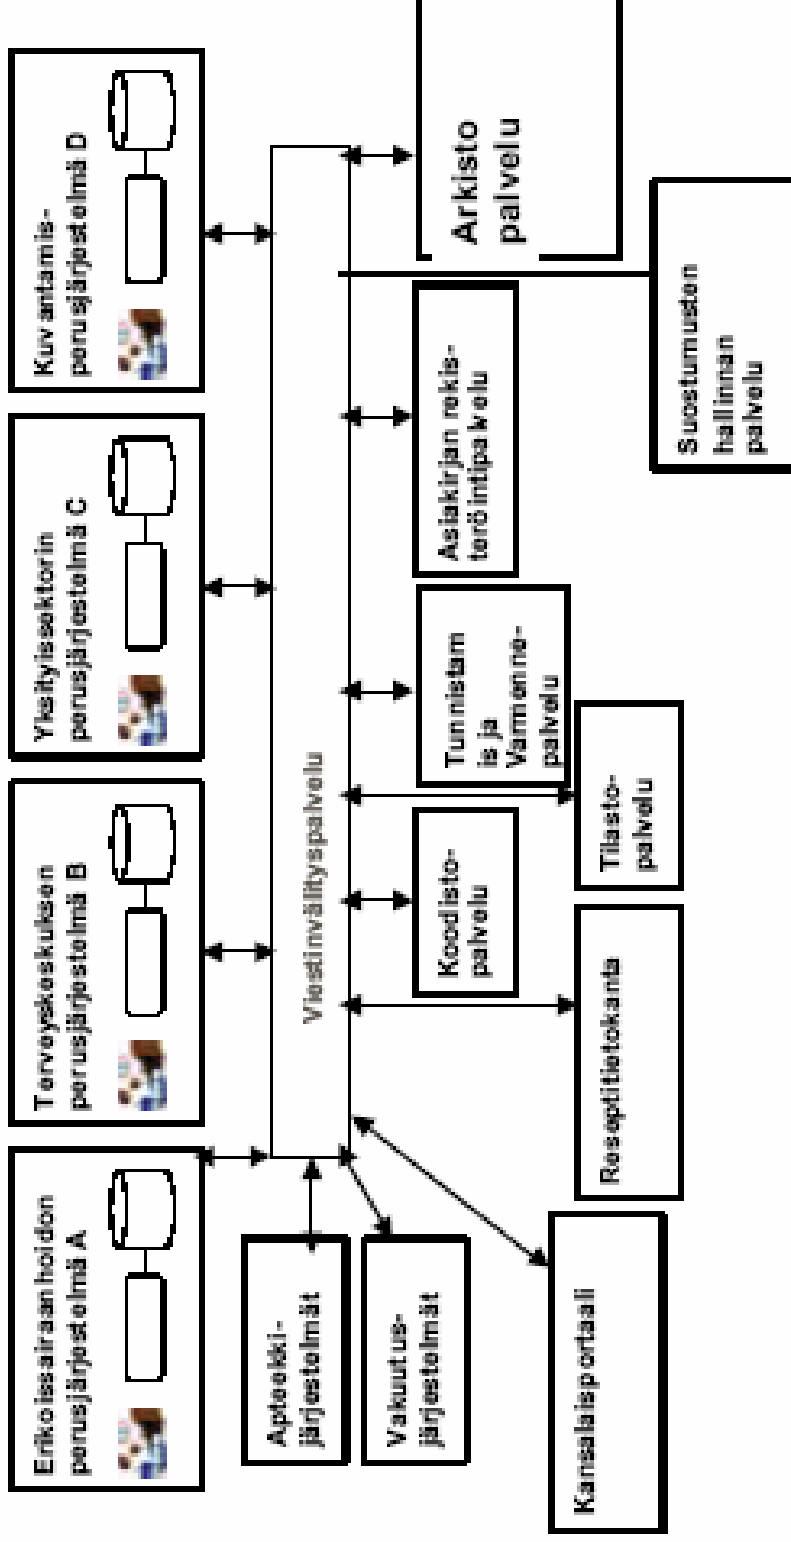 Erikoissairaanhoidon
perusjärjestelmä A
Terveyskeskuksen
perusjärjestelmä B
Yksityissektorin
perusjärjestelmä C
Kuvantamis-
perusjärjestelmä D
Viestinvälityspalvelu
Apteekki-
järjestelmät
Vakuutus-
järjestelmät
Kansalaisportaali
Reseptitietokanta
Koodisto-
palvelu
Tilasto-
palvelu
Tunnistam
is ja
Varmenne-
palvelu
Asiakirjan rekis-
teröintipalvelu
Arkisto
palvelu
Suostumusten
hallinnan
palvelu